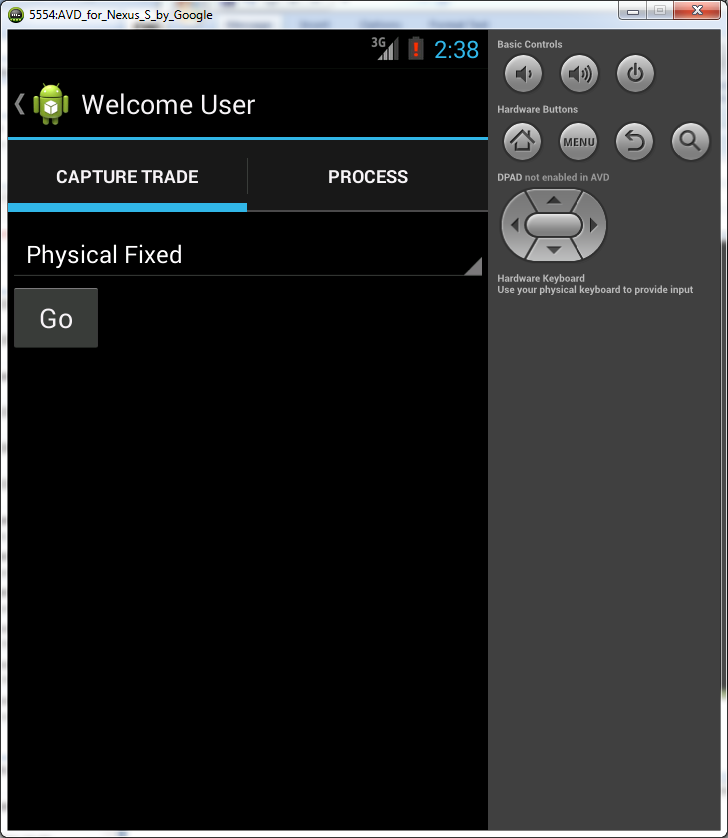 5554:AVD_for_Nexus_S_by_Google
3G
2:38
Welcome User
CAPTURE TRADE
PROCESS
Physical Fixed
Go
Basic Controls
Hardware Buttons
MENU
DPAD not enabled in AVD
Hardware Keyboard
Use your physical keyboard to provide input